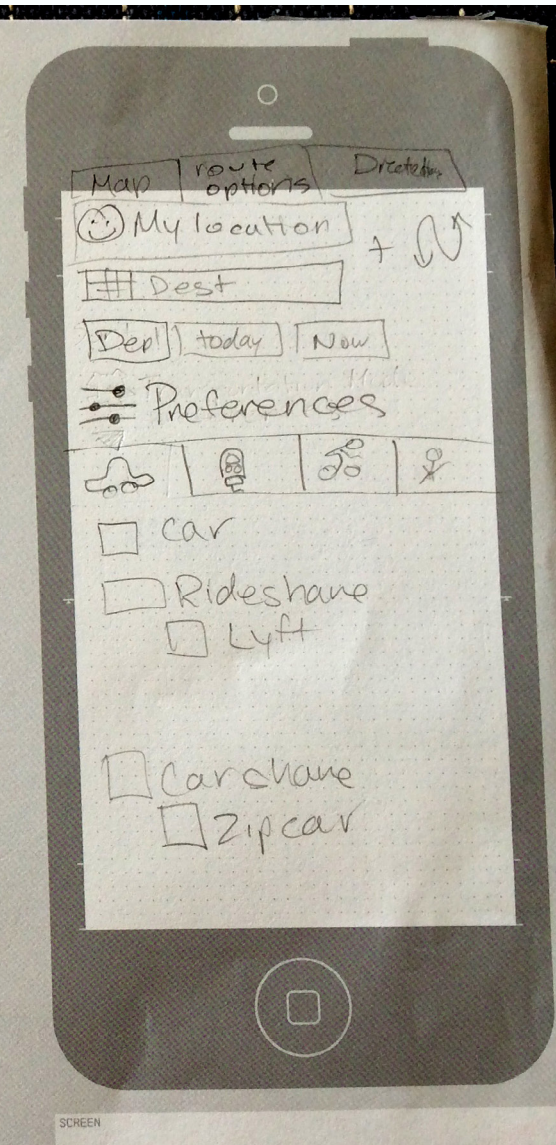 Map route options
My location
+
Dest
Dep today Now
Preferences
Car
Rideshare
Lyft
Carshare
Zipcar
SCREEN